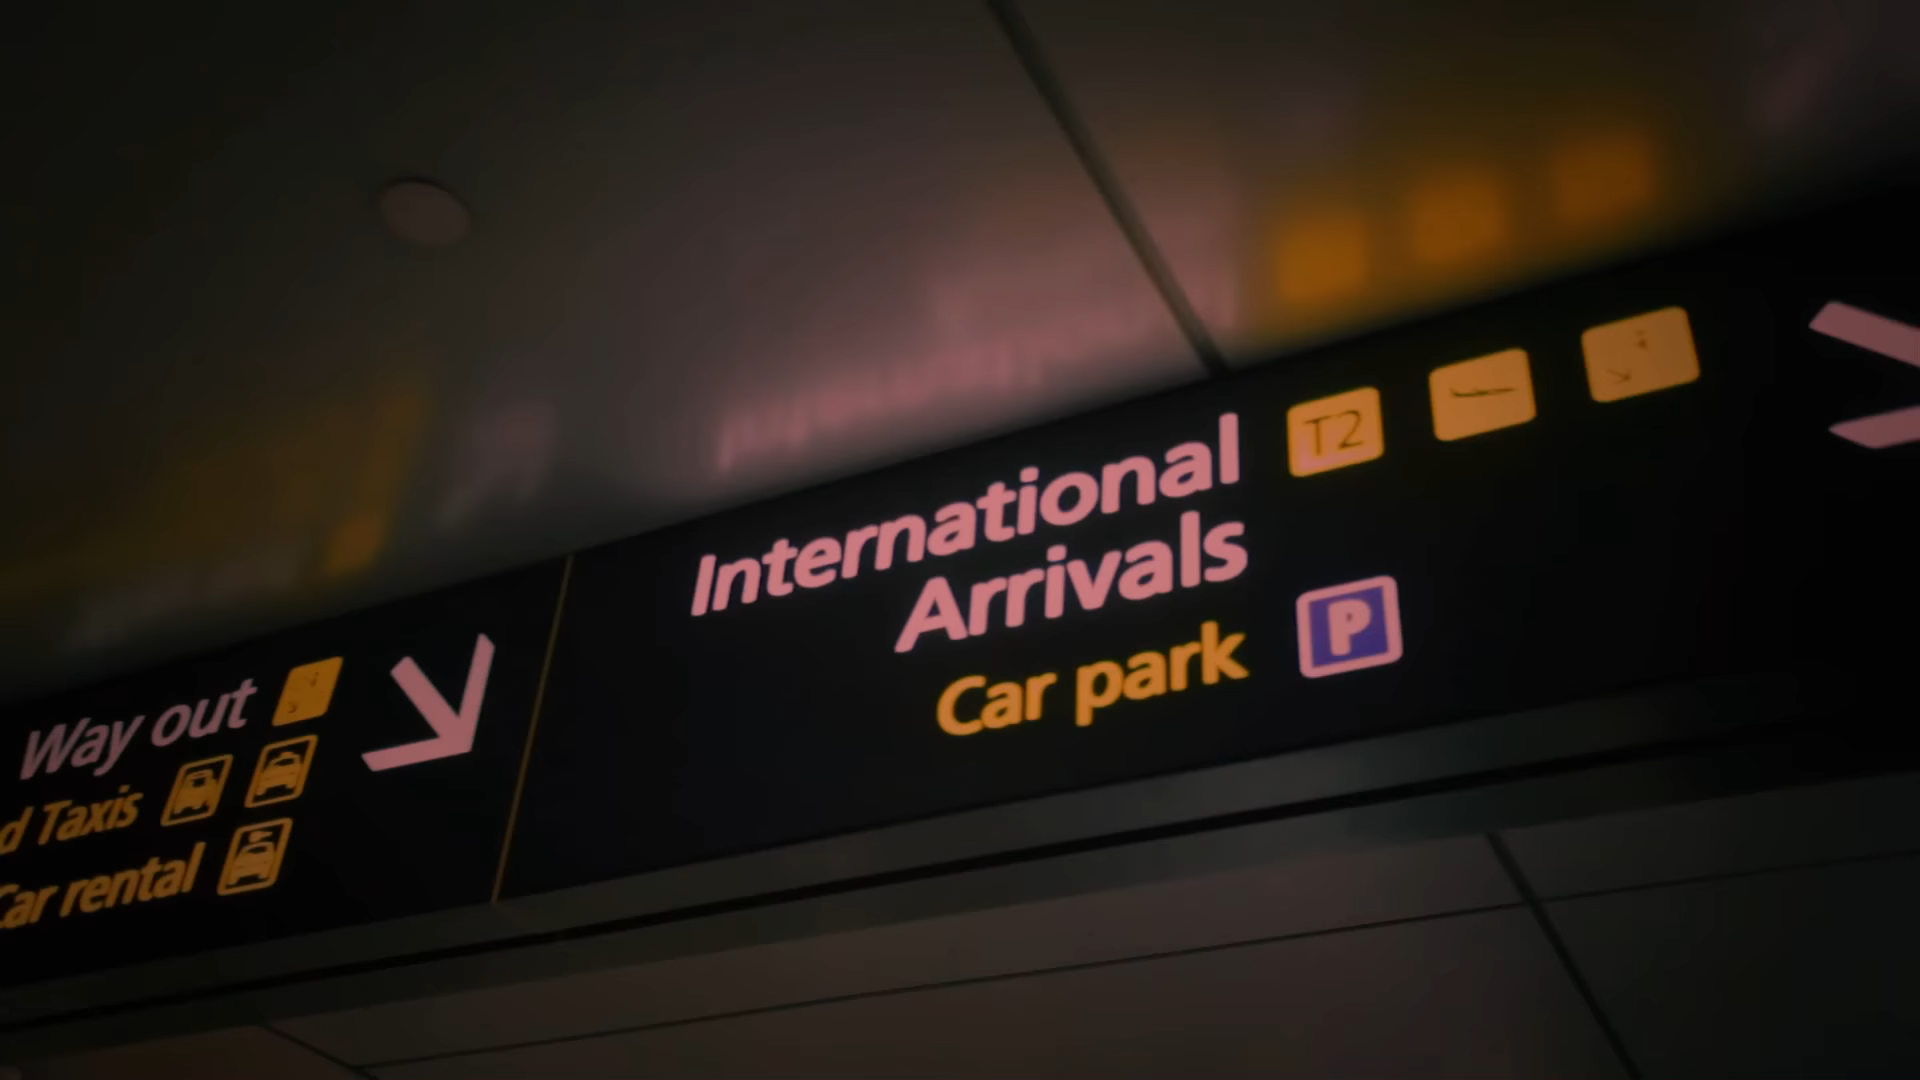 Way out
d Taxis
Car rental
International T2
Arrivals
Car park P